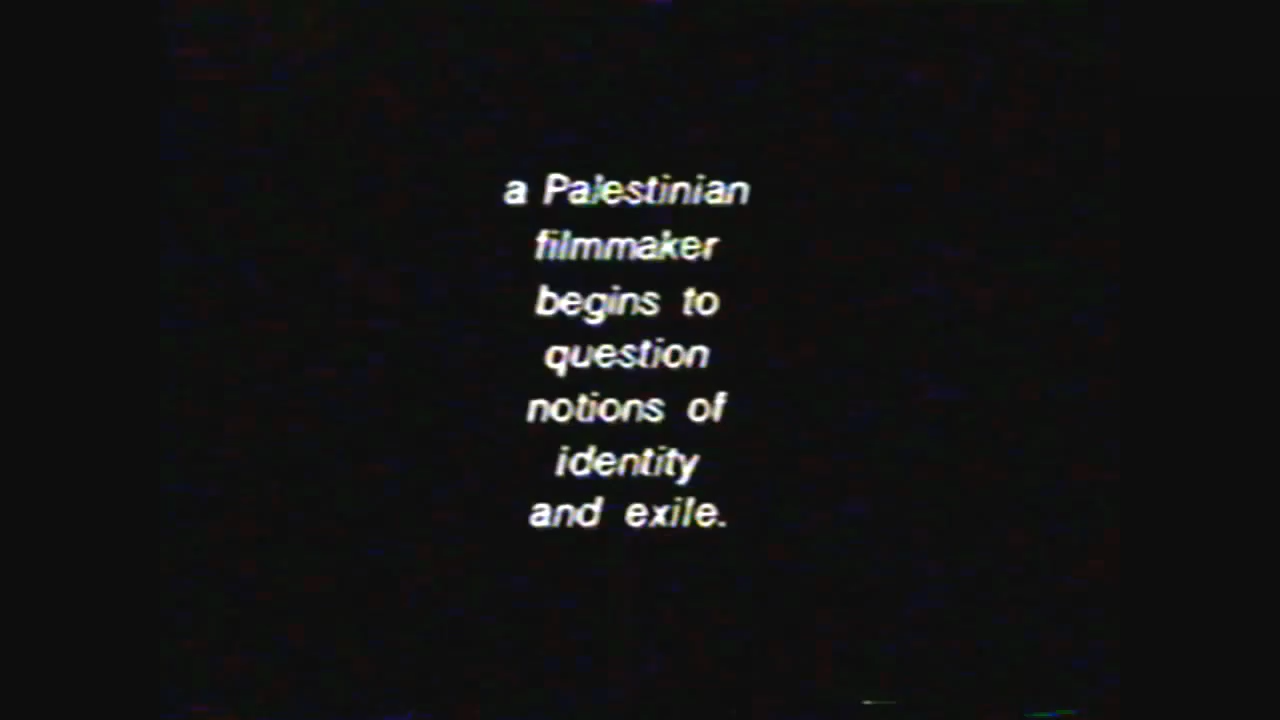 a Palestinian
filmmaker
begins to
question
notions of
identity
and exile.